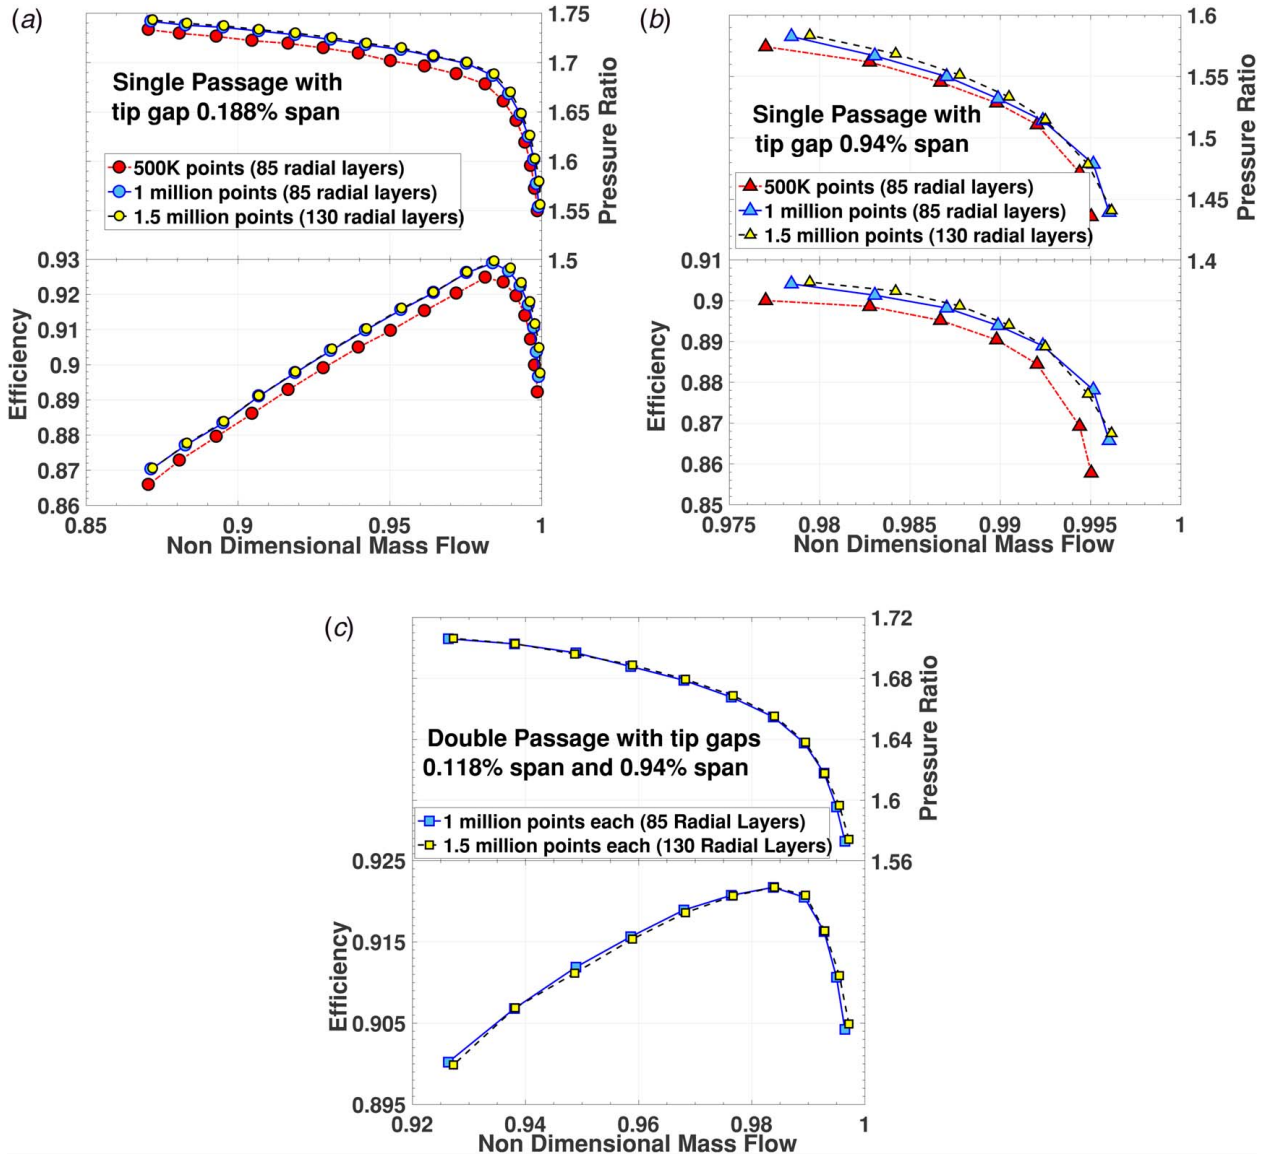 (a)
1.75
1.7
1.65
1.6
1.55
1.5
Pressure Ratio
Single Passage with
tip gap 0.188% span
500K points (85 radial layers)
1 million points (85 radial layers)
1.5 million points (130 radial layers)
0.93
0.92
0.91
0.9
0.89
0.88
0.87
0.86
Efficiency
0.85
0.9
0.95
1
Non Dimensional Mass Flow
(b)
1.6
1.55
1.5
1.45
1.4
Pressure Ratio
Single Passage with
tip gap 0.94% span
500K points (85 radial layers)
1 million points (85 radial layers)
1.5 million points (130 radial layers)
0.91
0.9
0.89
0.88
0.87
0.86
0.85
Efficiency
0.975
0.98
0.985
0.99
0.995
1
Non Dimensional Mass Flow
(c)
1.72
1.68
1.64
1.6
1.56
Pressure Ratio
Double Passage with tip gaps
0.118% span and 0.94% span
1 million points each (85 Radial Layers)
1.5 million points each (130 Radial Layers)
0.925
0.915
0.905
0.895
Efficiency
0.92
0.94
0.96
0.98
1
Non Dimensional Mass Flow